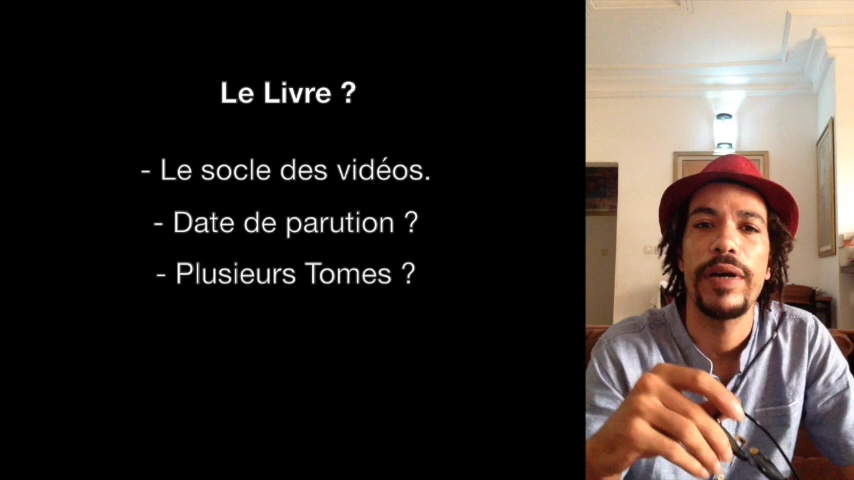 Le Livre ?
- Le socle des vidéos.
- Date de parution ?
- Plusieurs Tomes ?